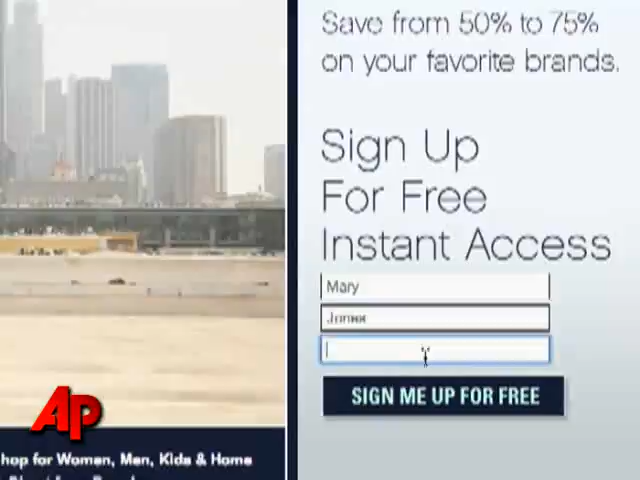 Save from 50% to 75%
on your favorite brands.
Sign Up
For Free
Instant Access
Mary
SIGN ME UP FOR FREE
AP
hop for Women, Men, Kids & Home